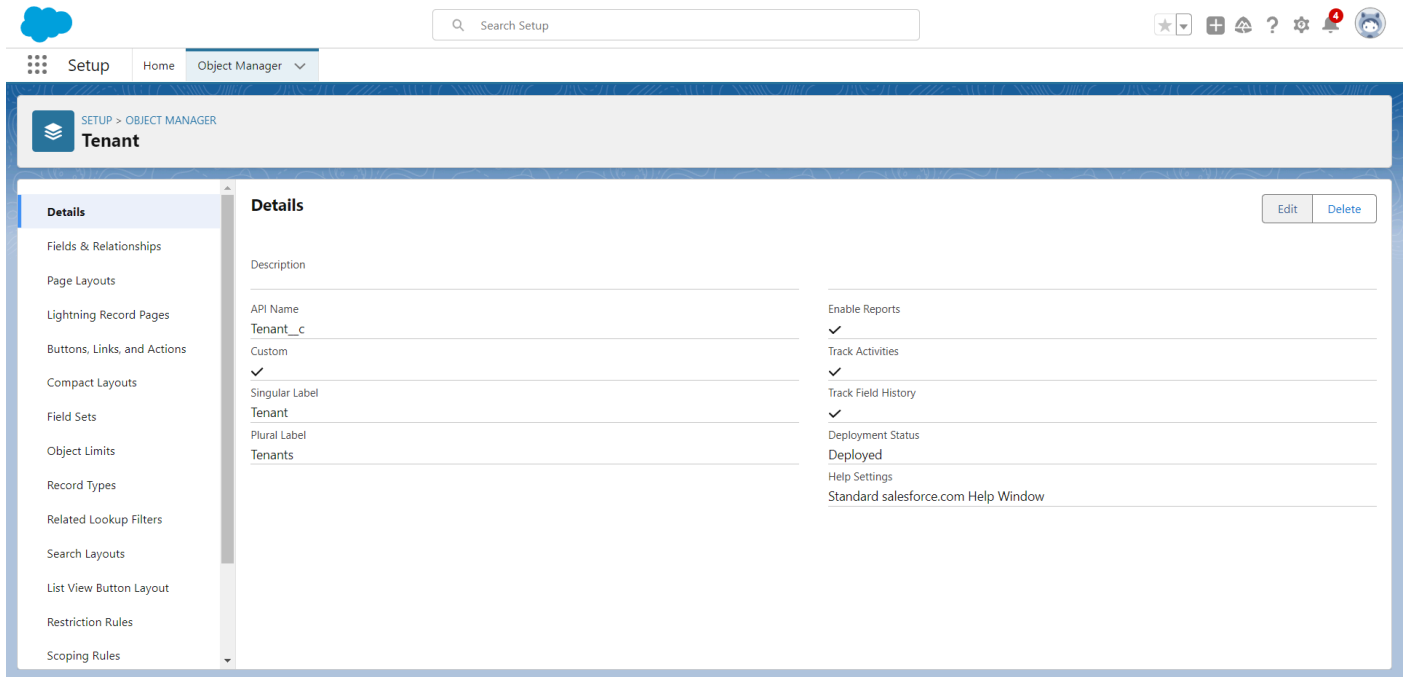 Search Setup
4
Setup
Home
Object Manager
SETUP > OBJECT MANAGER
Tenant
Details
Fields & Relationships
Page Layouts
Lightning Record Pages
Buttons, Links, and Actions
Compact Layouts
Field Sets
Object Limits
Record Types
Related Lookup Filters
Search Layouts
List View Button Layout
Restriction Rules
Scoping Rules
Details
Edit
Delete
Description
API Name
Tenant__c
Custom
Singular Label
Tenant
Plural Label
Tenants
Enable Reports
Track Activities
Track Field History
Deployment Status
Deployed
Help Settings
Standard salesforce.com Help Window